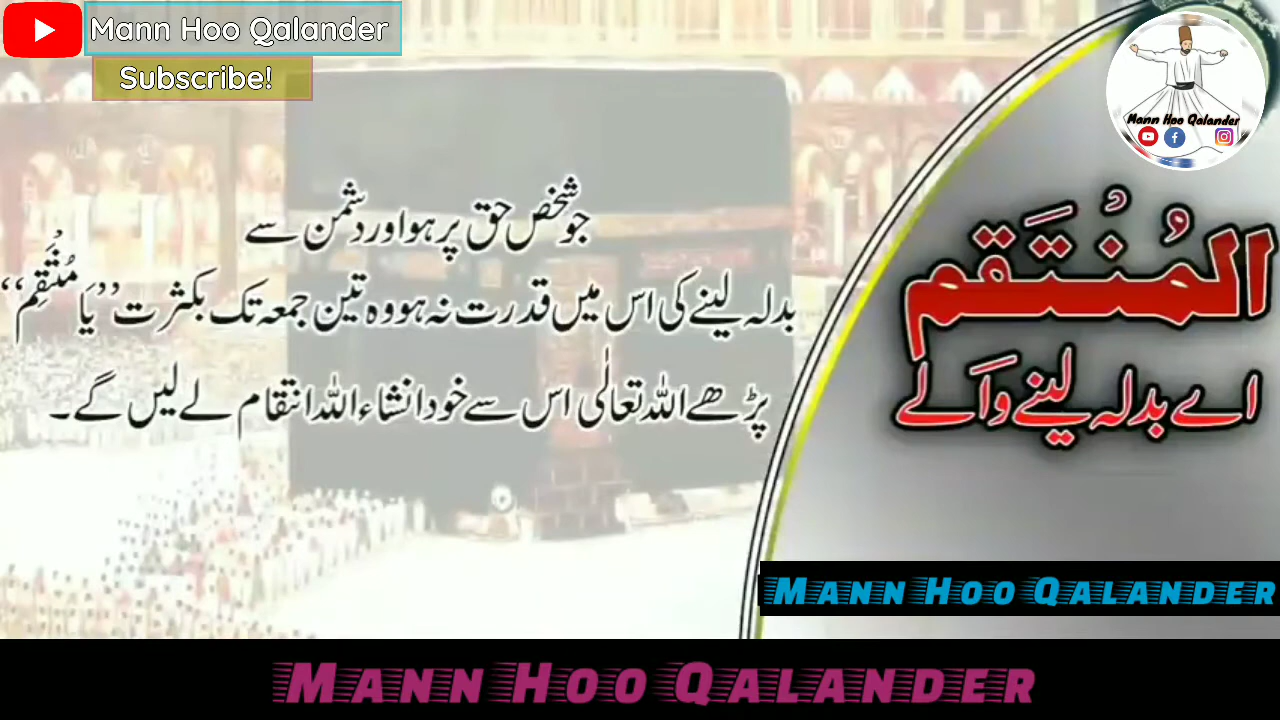 Mann Hoo Qalander
Subscribe!
Mann Hoo Qalander
المُنْتَقِم
اے بدلہ لینے والے
جو شخص حق پر ہو اور دشمن سے
بدلہ لینے کی اس میں قدرت نہ ہو وہ تین جمعہ تک بکثرت ’’یَا مُنْتَقِمُ‘‘
پڑھے اللہ تعالٰی اس سے خود انشاء اللہ انتقام لے لیں گے۔
Mann Hoo Qalander
Mann Hoo Qalander